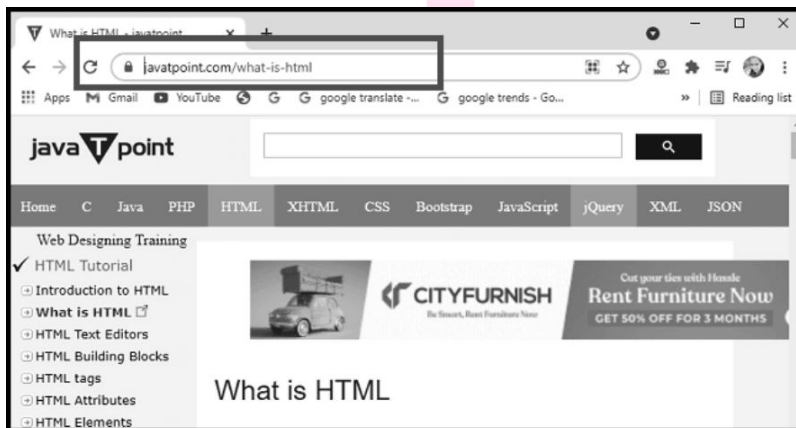 What is HTML - javatpoint
javatpoint.com/what-is-html
Apps Gmail YouTube G G google translate -... G google trends - Go... » Reading list
javaTpoint
Home C Java PHP HTML XHTML CSS Bootstrap JavaScript jQuery XML JSON
Web Designing Training
HTML Tutorial
Introduction to HTML
What is HTML
HTML Text Editors
HTML Building Blocks
HTML tags
HTML Attributes
HTML Elements
CITYFURNISH
Be Smart, Rent Furniture Now
Cut your ties with Hassle
Rent Furniture Now
GET 50% OFF FOR 3 MONTHS
What is HTML